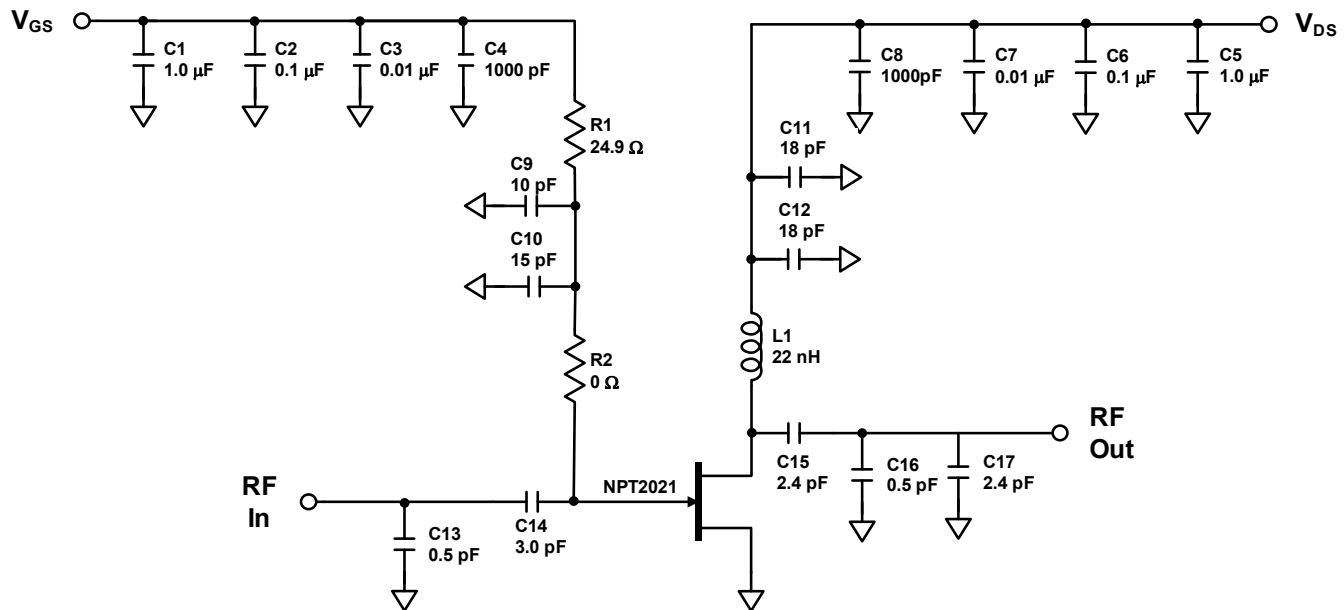 V_GS
C1
1.0 μF
C2
0.1 μF
C3
0.01 μF
C4
1000 pF
R1
24.9 Ω
C9
10 pF
C10
15 pF
R2
0 Ω
RF
In
C13
0.5 pF
C14
3.0 pF
NPT2021
V_DS
C8
1000pF
C7
0.01 μF
C6
0.1 μF
C5
1.0 μF
C11
18 pF
C12
18 pF
L1
22 nH
C15
2.4 pF
C16
0.5 pF
C17
2.4 pF
RF
Out